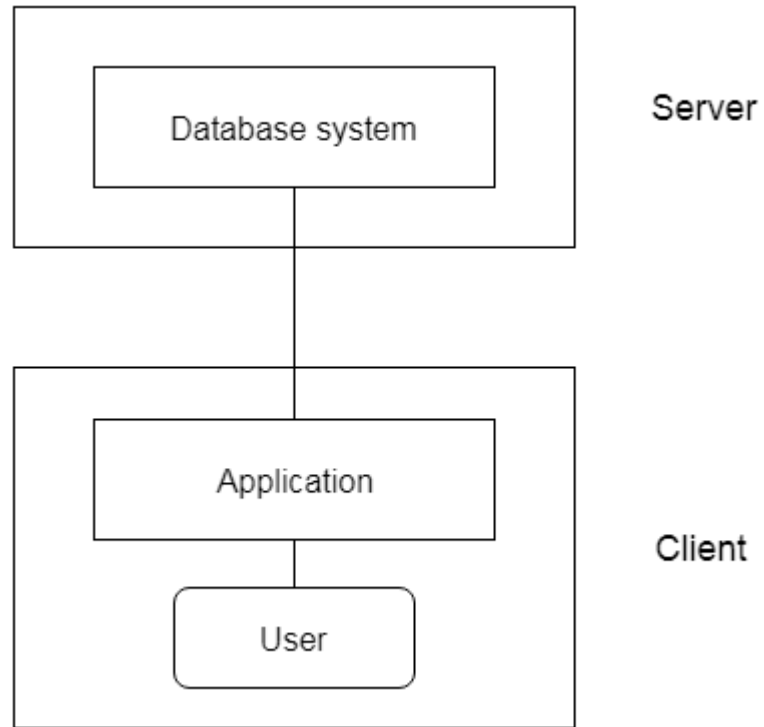 Database system
Server
Application
Client
User